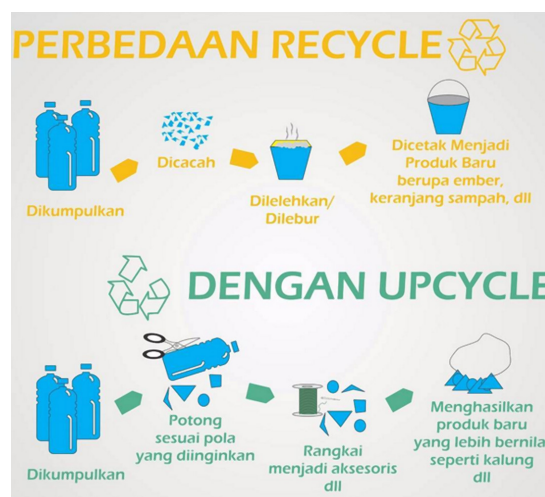 PERBEDAAN RECYCLE
Dikumpulkan
Dicacah
Dilelehkan/
Dilebur
Dicetak Menjadi
Produk Baru
berupa ember,
keranjang sampah, dll
DENGAN UPCYCLE
Dikumpulkan
Potong
sesuai pola
yang diinginkan
Rangkai
menjadi aksesoris
dll
Menghasilkan
produk baru
yang lebih bernila
seperti kalung
dll